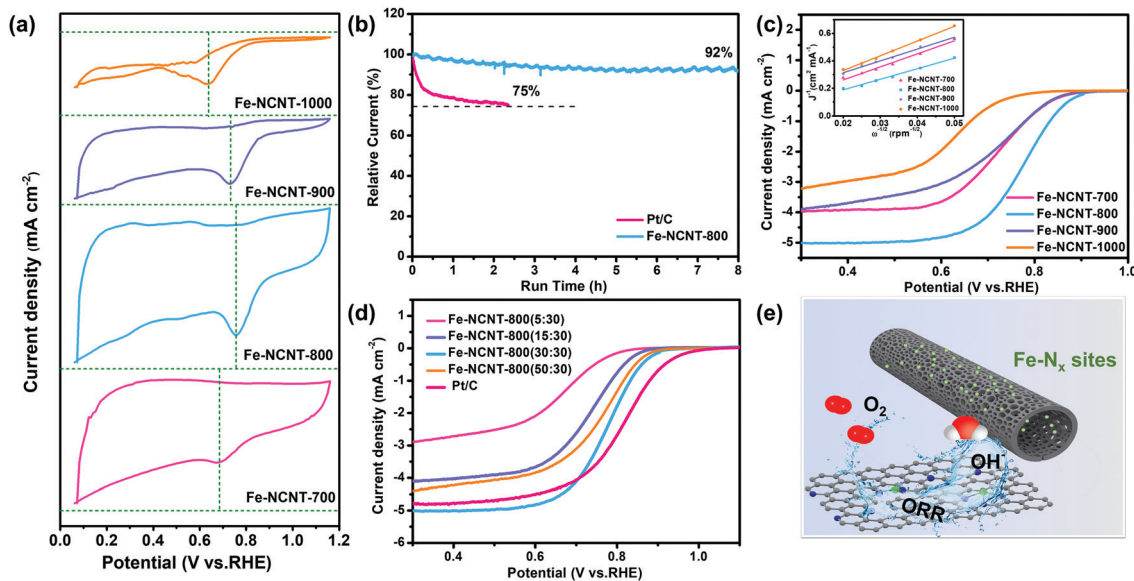 (a)
Fe-NCNT-1000
Fe-NCNT-900
Fe-NCNT-800
Fe-NCNT-700
Current density (mA cm⁻²)
0.0 0.2 0.4 0.6 0.8 1.0 1.2
Potential (V vs.RHE)
(b)
120
100
80
60
40
20
0
Relative Current (%)
92%
75%
Pt/C
Fe-NCNT-800
0 1 2 3 4 5 6 7 8
Run Time (h)
(c)
2
1
0
-1
-2
-3
-4
-5
Current density (mA cm⁻²)
0.6
0.4
0.2
0.0
J⁻¹(cm² mA⁻¹)
Fe-NCNT-700
Fe-NCNT-800
Fe-NCNT-900
Fe-NCNT-1000
0.02 0.03 0.04 0.05
ω⁻¹/² (rpm⁻¹/²)
Fe-NCNT-700
Fe-NCNT-800
Fe-NCNT-900
Fe-NCNT-1000
0.4 0.6 0.8 1.0
Potential (V vs.RHE)
(d)
1
0
-1
-2
-3
-4
-5
-6
Current density (mA cm⁻²)
Fe-NCNT-800(5:30)
Fe-NCNT-800(15:30)
Fe-NCNT-800(30:30)
Fe-NCNT-800(50:30)
Pt/C
0.4 0.6 0.8 1.0
Potential (V vs.RHE)
(e)
Fe-Nₓ sites
O₂
OH⁻
ORR